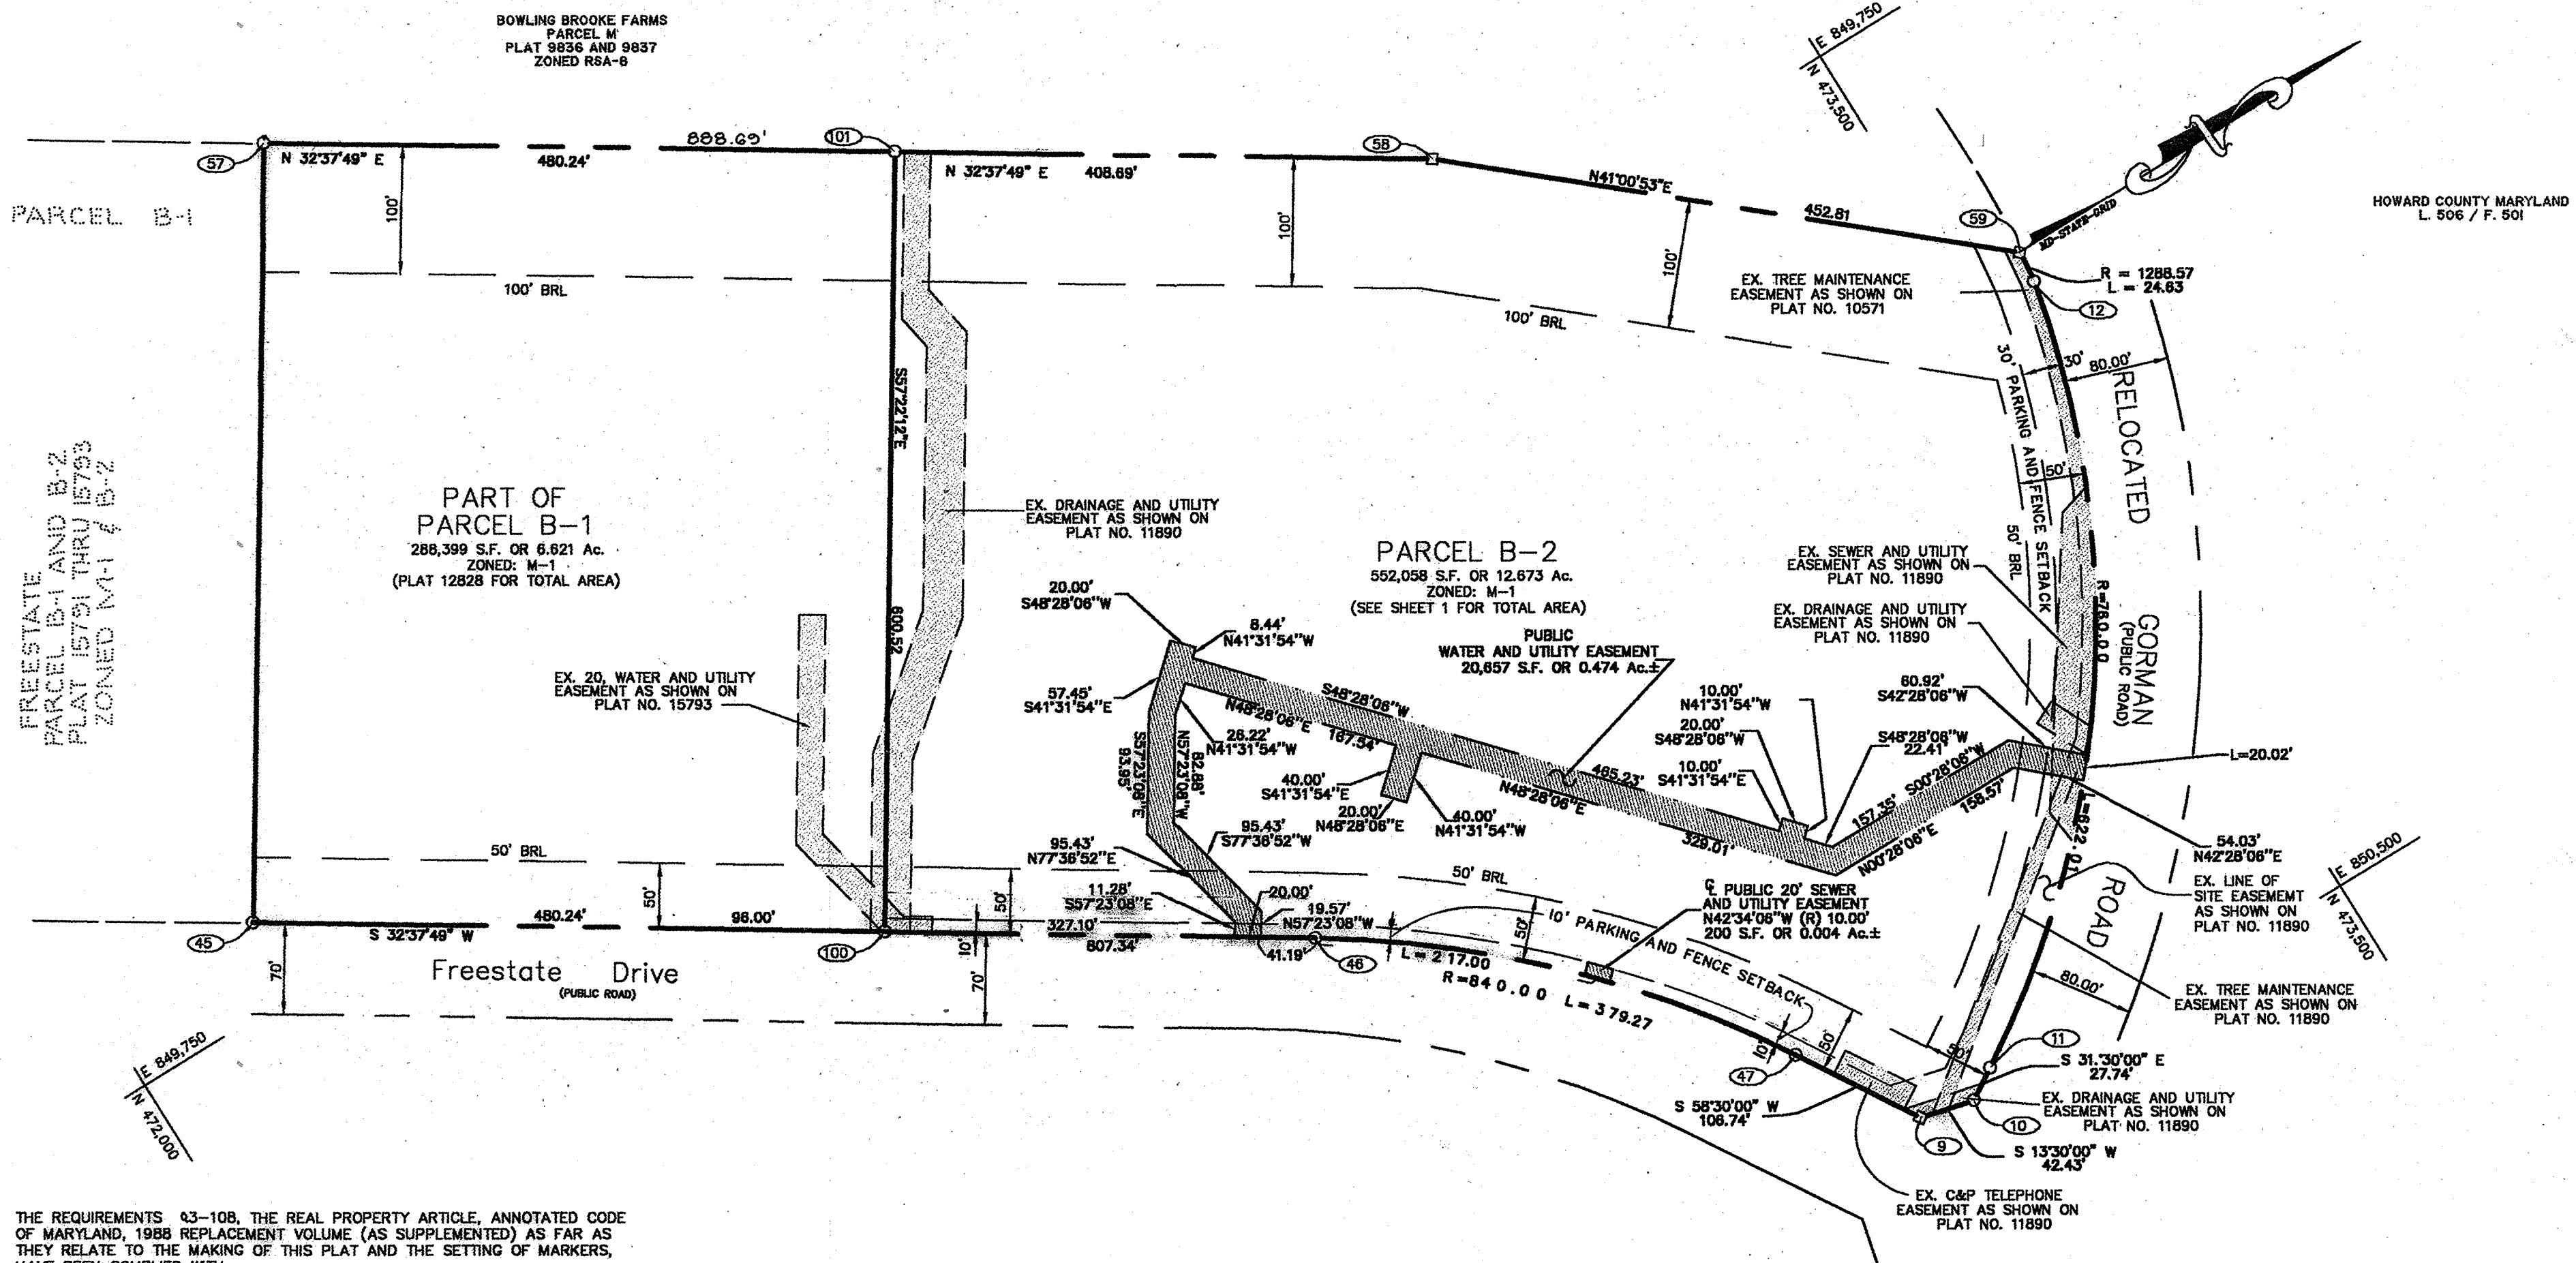 BOWLING BROOKE FARMS
PARCEL M
PLAT 9836 AND 9837
ZONED RSA-8
E 849,750
N 473,500
HOWARD COUNTY MARYLAND
L. 506 / F. 501
MD-STATE-GRID
57
N 32°37'49" E
480.24'
888.69'
101
N 32°37'49" E
408.69'
58
N41°00'53"E
452.81
59
R = 1288.57
L = 24.63
12
PARCEL B-1
100'
100'
100'
100' BRL
100' BRL
EX. TREE MAINTENANCE
EASEMENT AS SHOWN ON
PLAT NO. 10571
30' PARKING AND FENCE SETBACK
30'
80.00'
50'
50' BRL
RELOCATED
GORMAN
(PUBLIC ROAD)
ROAD
R=760.00
L=622.01
FREESTATE
PARCEL B-1 AND B-2
PLAT 15791 THRU 15793
ZONED M-1 & B-2
PART OF
PARCEL B-1
288,399 S.F. OR 6.621 Ac.
ZONED: M-1
(PLAT 12828 FOR TOTAL AREA)
S57°22'12"E
600.52
EX. DRAINAGE AND UTILITY
EASEMENT AS SHOWN ON
PLAT NO. 11890
PARCEL B-2
552,058 S.F. OR 12.673 Ac.
ZONED: M-1
(SEE SHEET 1 FOR TOTAL AREA)
PUBLIC
WATER AND UTILITY EASEMENT
20,657 S.F. OR 0.474 Ac.±
EX. SEWER AND UTILITY
EASEMENT AS SHOWN ON
PLAT NO. 11890
EX. DRAINAGE AND UTILITY
EASEMENT AS SHOWN ON
PLAT NO. 11890
EX. 20, WATER AND UTILITY
EASEMENT AS SHOWN ON
PLAT NO. 15793
20.00'
S48°28'06"W
8.44'
N41°31'54"W
57.45'
S41°31'54"E
S48°28'06"W
N48°28'06"E
167.54'
26.22'
N41°31'54"W
S57°23'08"E
93.95'
N57°23'08"W
82.88'
40.00'
S41°31'54"E
20.00'
N48°28'06"E
40.00'
N41°31'54"W
465.23'
N48°28'06"E
329.01'
10.00'
N41°31'54"W
20.00'
S48°28'06"W
10.00'
S41°31'54"E
60.92'
S42°28'06"W
S48°28'06"W
22.41'
157.35' S00°28'06"W
N00°28'06"E 158.57'
L=20.02'
54.03'
N42°28'06"E
95.43'
N77°36'52"E
95.43'
S77°36'52"W
11.28'
S57°23'08"E
20.00'
19.57'
N57°23'08"W
50' BRL
50'
50'
50' BRL
50'
10' PARKING AND FENCE SETBACK
℄ PUBLIC 20' SEWER
AND UTILITY EASEMENT
N42°34'08"W (R) 10.00'
200 S.F. OR 0.004 Ac.±
EX. LINE OF
SITE EASEMEMT
AS SHOWN ON
PLAT NO. 11890
E 850,500
N 473,500
80.00'
EX. TREE MAINTENANCE
EASEMENT AS SHOWN ON
PLAT NO. 11890
45
S 32°37'49" W
480.24'
96.00'
100
327.10'
10'
807.34'
41.19'
46
L=217.00
R=840.00 L=379.27
10'
50'
50'
47
S 58°30'00" W
106.74'
11
S 31°30'00" E
27.74'
EX. DRAINAGE AND UTILITY
EASEMENT AS SHOWN ON
PLAT NO. 11890
10
9
S 13°30'00" W
42.43'
EX. C&P TELEPHONE
EASEMENT AS SHOWN ON
PLAT NO. 11890
70'
70'
Freestate Drive
(PUBLIC ROAD)
E 849,750
N 472,000
THE REQUIREMENTS §3-108, THE REAL PROPERTY ARTICLE, ANNOTATED CODE
OF MARYLAND, 1988 REPLACEMENT VOLUME (AS SUPPLEMENTED) AS FAR AS
THEY RELATE TO THE MAKING OF THIS PLAT AND THE SETTING OF MARKERS,